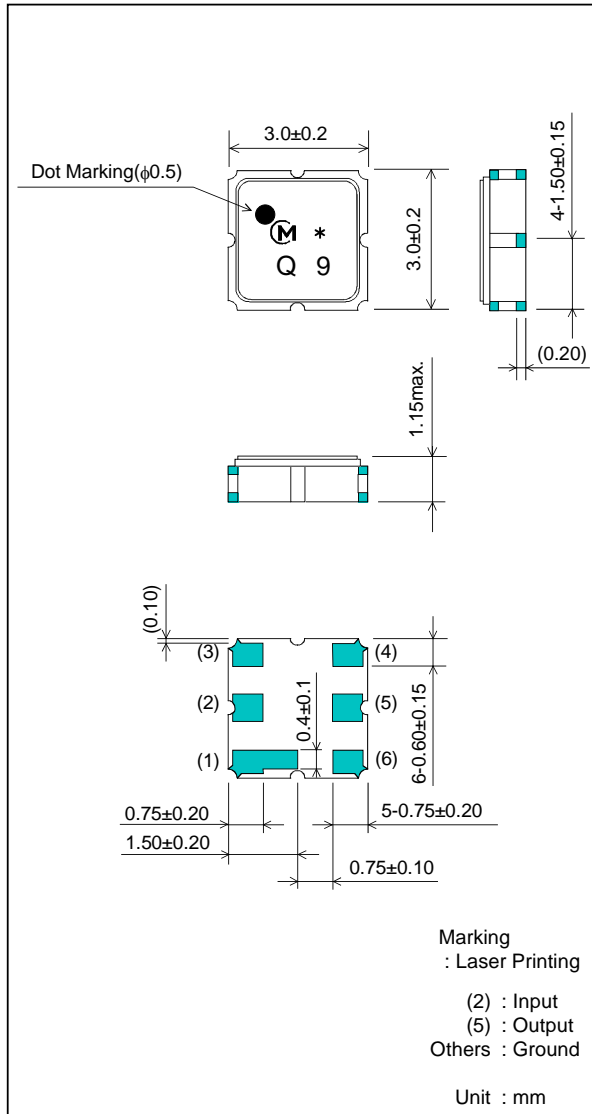 3.0±0.2
Dot Marking(ϕ0.5)
M *
Q 9
3.0±0.2
4-1.50±0.15
(0.20)
1.15max.
(0.10)
(3)
(4)
(2)
(5)
(1)
(6)
0.4±0.1
6-0.60±0.15
0.75±0.20
5-0.75±0.20
1.50±0.20
0.75±0.10
Marking
: Laser Printing
(2) : Input
(5) : Output
Others : Ground
Unit : mm